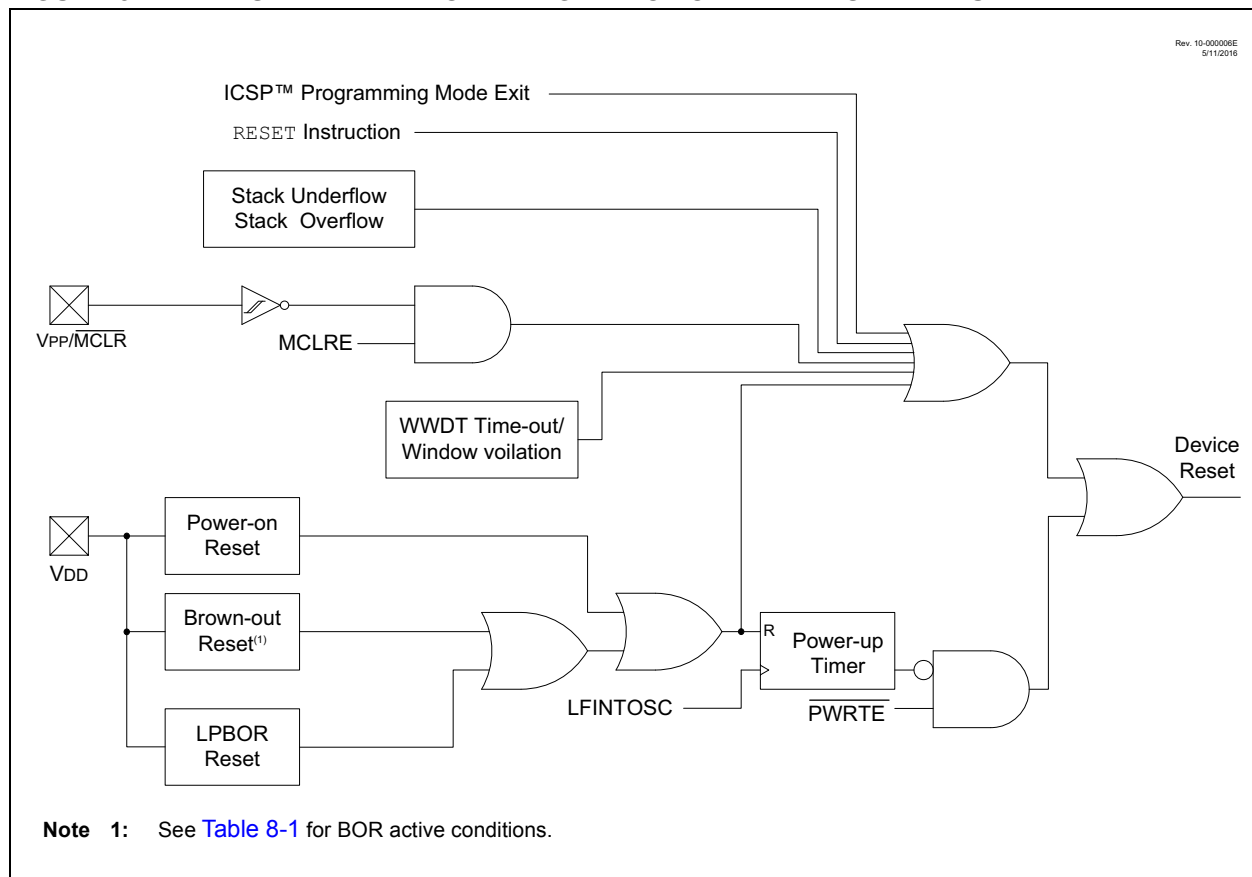 Rev. 10-000006E
5/11/2016
ICSP™ Programming Mode Exit
RESET Instruction
Stack Underflow
Stack Overflow
VPP/MCLR
MCLRE
WWDT Time-out/
Window voilation
Device
Reset
Power-on
Reset
VDD
Brown-out
Reset(1)
R
Power-up
Timer
LFINTOSC
PWRTE
LPBOR
Reset
Note 1: See Table 8-1 for BOR active conditions.